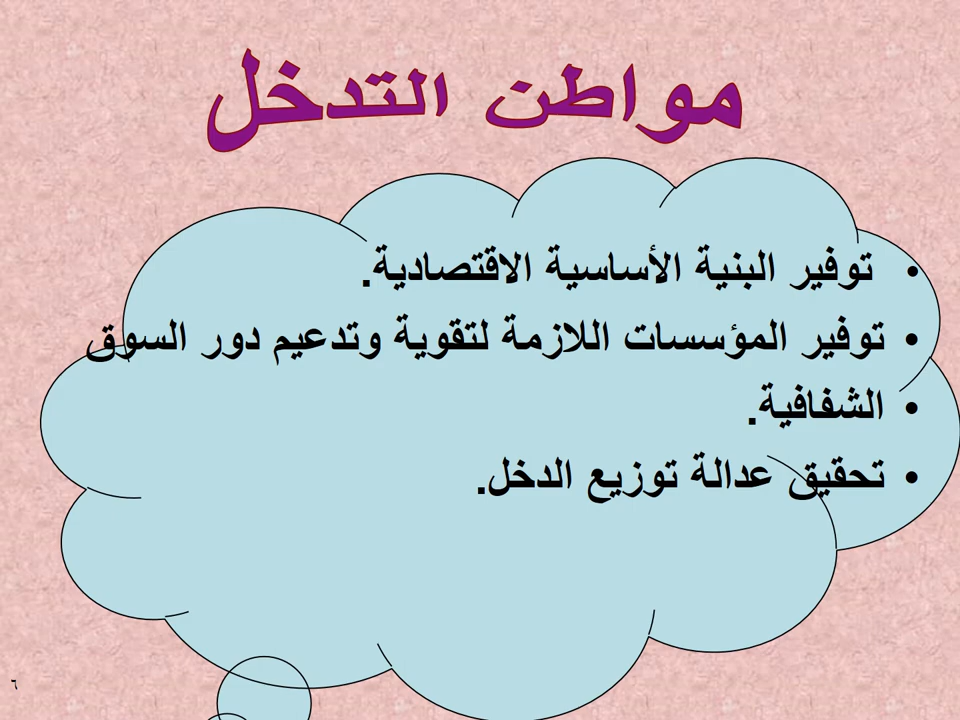 مواطن التدخل
• توفير البنية الأساسية الاقتصادية.
• توفير المؤسسات اللازمة لتقوية وتدعيم دور السوق
• الشفافية.
• تحقيق عدالة توزيع الدخل.
٦